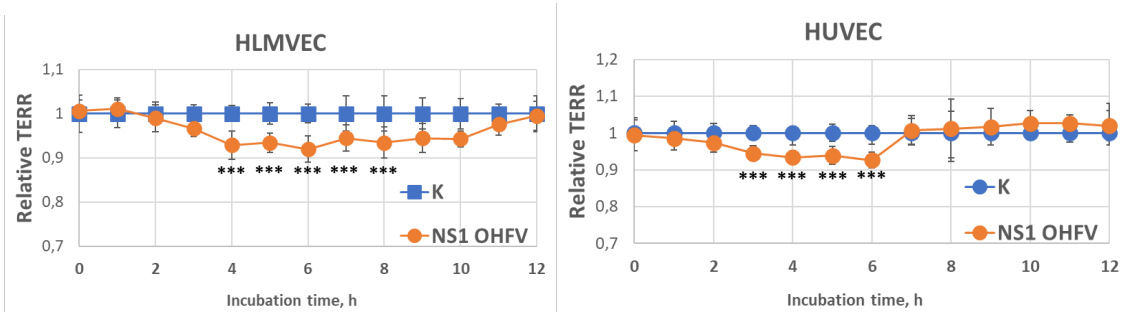 HLMVEC
Relative TERR
1,1
1
0,9
0,8
0,7
*** *** *** *** ***
K
NS1 OHFV
0 2 4 6 8 10 12
Incubation time, h
HUVEC
Relative TERR
1,2
1,1
1
0,9
0,8
0,7
*** *** *** ***
K
NS1 OHFV
0 2 4 6 8 10 12
Incubation time, h